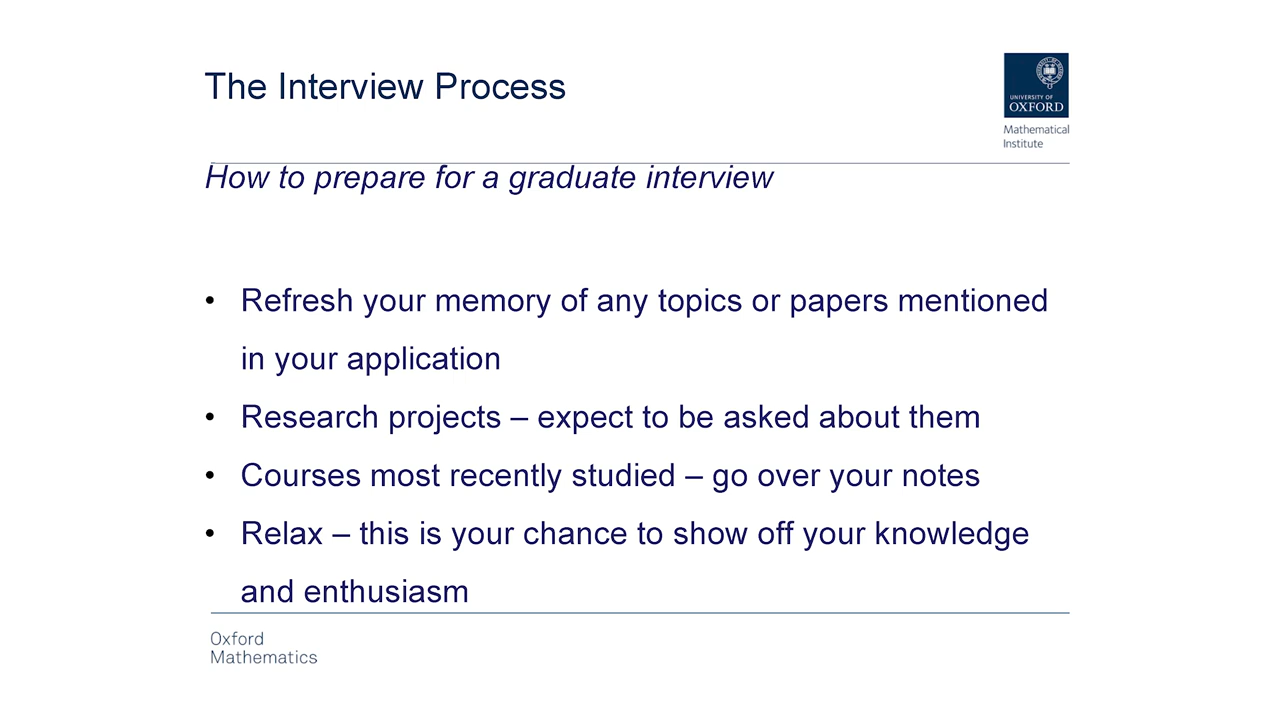 The Interview Process
UNIVERSITY OF
OXFORD
Mathematical
Institute
How to prepare for a graduate interview
• Refresh your memory of any topics or papers mentioned
in your application
• Research projects – expect to be asked about them
• Courses most recently studied – go over your notes
• Relax – this is your chance to show off your knowledge
and enthusiasm
Oxford
Mathematics